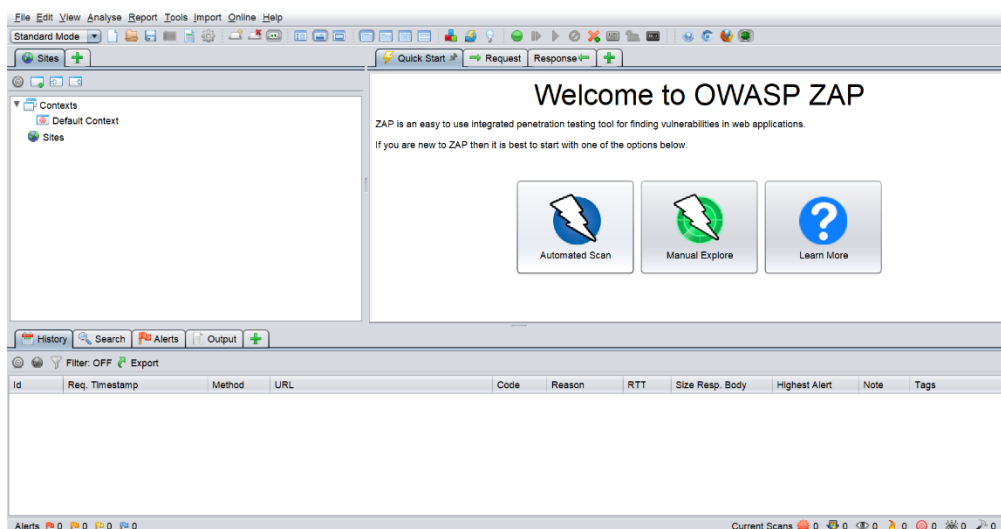 File Edit View Analyse Report Tools Import Online Help
Standard Mode
Sites
Quick Start Request Response
Contexts
Default Context
Sites
Welcome to OWASP ZAP
ZAP is an easy to use integrated penetration testing tool for finding vulnerabilities in web applications.
If you are new to ZAP then it is best to start with one of the options below.
Automated Scan Manual Explore Learn More
History Search Alerts Output
Filter: OFF Export
Id Req. Timestamp Method URL Code Reason RTT Size Resp. Body Highest Alert Note Tags
Alerts 0 0 0 0 Current Scans 0 0 0 0 0 0 0